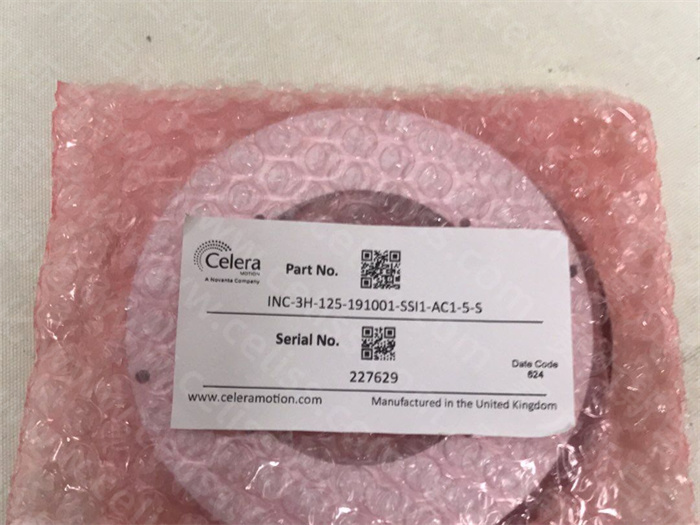 Celera
MOTION
A Novanta Company
Part No.
INC-3H-125-191001-SSI1-AC1-5-S
Serial No.
227629
Date Code
624
www.celeramotion.com
Manufactured in the United Kingdom